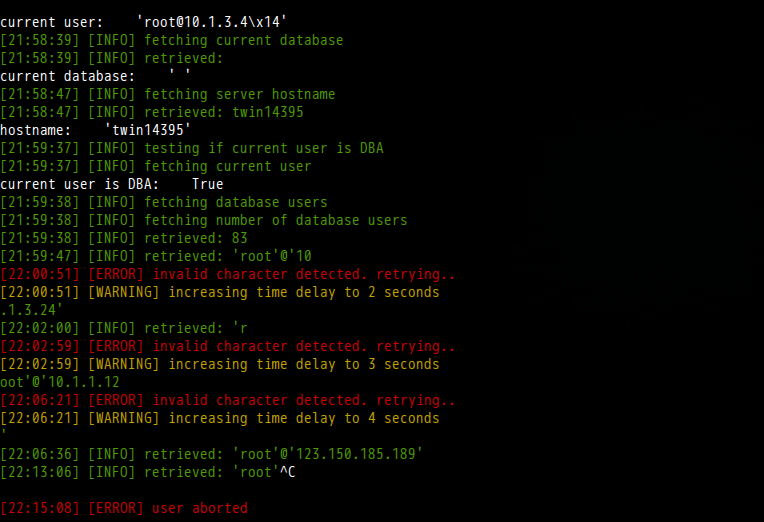 current user:    'root@10.1.3.4\x14'
[21:58:39] [INFO] fetching current database
[21:58:39] [INFO] retrieved:
current database:    ' '
[21:58:47] [INFO] fetching server hostname
[21:58:47] [INFO] retrieved: twin14395
hostname:    'twin14395'
[21:59:37] [INFO] testing if current user is DBA
[21:59:37] [INFO] fetching current user
current user is DBA:    True
[21:59:38] [INFO] fetching database users
[21:59:38] [INFO] fetching number of database users
[21:59:38] [INFO] retrieved: 83
[21:59:47] [INFO] retrieved: 'root'@'10
[22:00:51] [ERROR] invalid character detected. retrying..
[22:00:51] [WARNING] increasing time delay to 2 seconds
.1.3.24'
[22:02:00] [INFO] retrieved: 'r
[22:02:59] [ERROR] invalid character detected. retrying..
[22:02:59] [WARNING] increasing time delay to 3 seconds
oot'@'10.1.1.12
[22:06:21] [ERROR] invalid character detected. retrying..
[22:06:21] [WARNING] increasing time delay to 4 seconds
'
[22:06:36] [INFO] retrieved: 'root'@'123.150.185.189'
[22:13:06] [INFO] retrieved: 'root'^C
[22:15:08] [ERROR] user aborted